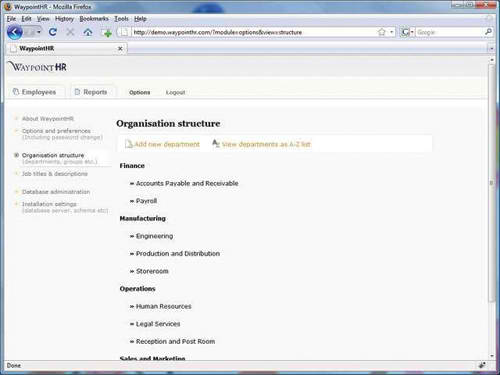 WaypointHR - Mozilla Firefox
File Edit View History Bookmarks Tools Help
http://demo.waypointhr.com/?module=options&view=structure
Google
WaypointHR
WAYPOINTHR
Employees Reports Options Logout
About WaypointHR
Options and preferences
(Including password change)
Organisation structure
(departments, groups etc.)
Job titles & descriptions
Database administration
Installation settings
(database server, schema etc)
Organisation structure
Add new department View departments as A-Z list
Finance
» Accounts Payable and Receivable
» Payroll
Manufacturing
» Engineering
» Production and Distribution
» Storeroom
Operations
» Human Resources
» Legal Services
» Reception and Post Room
Sales and Marketing
Done